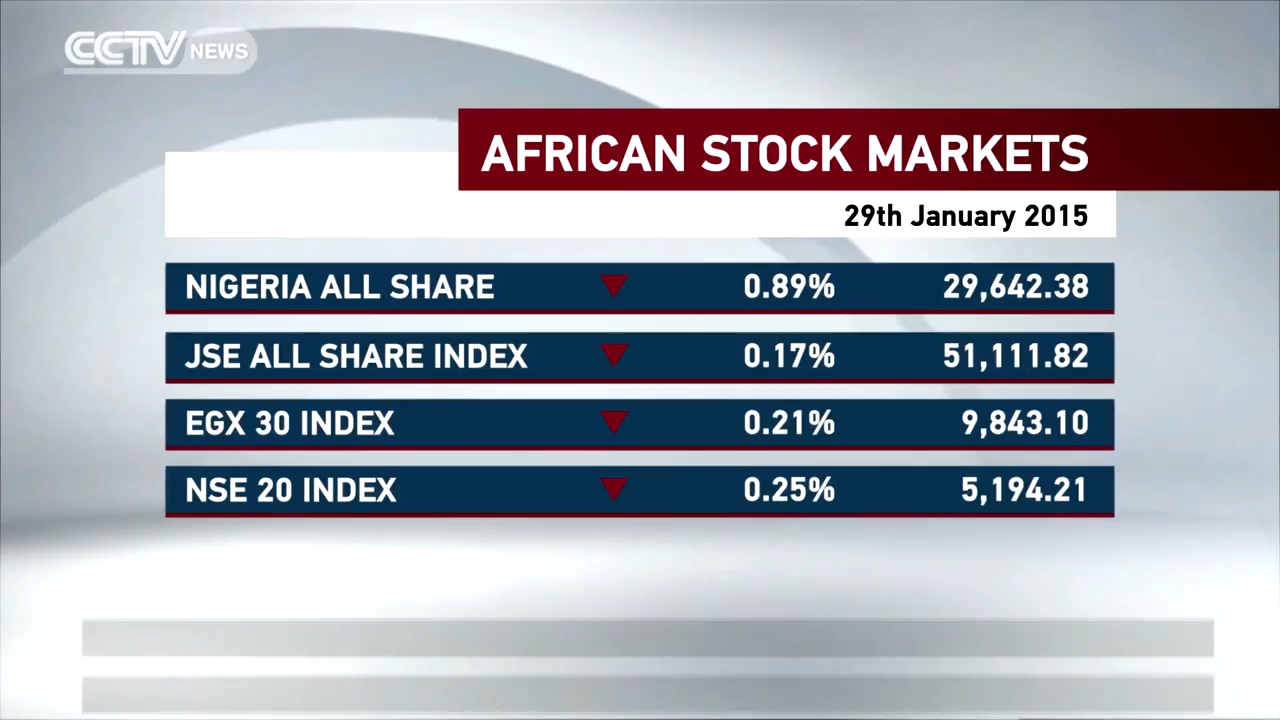 CCTV NEWS
AFRICAN STOCK MARKETS
29th January 2015
NIGERIA ALL SHARE ▼ 0.89% 29,642.38
JSE ALL SHARE INDEX ▼ 0.17% 51,111.82
EGX 30 INDEX ▼ 0.21% 9,843.10
NSE 20 INDEX ▼ 0.25% 5,194.21